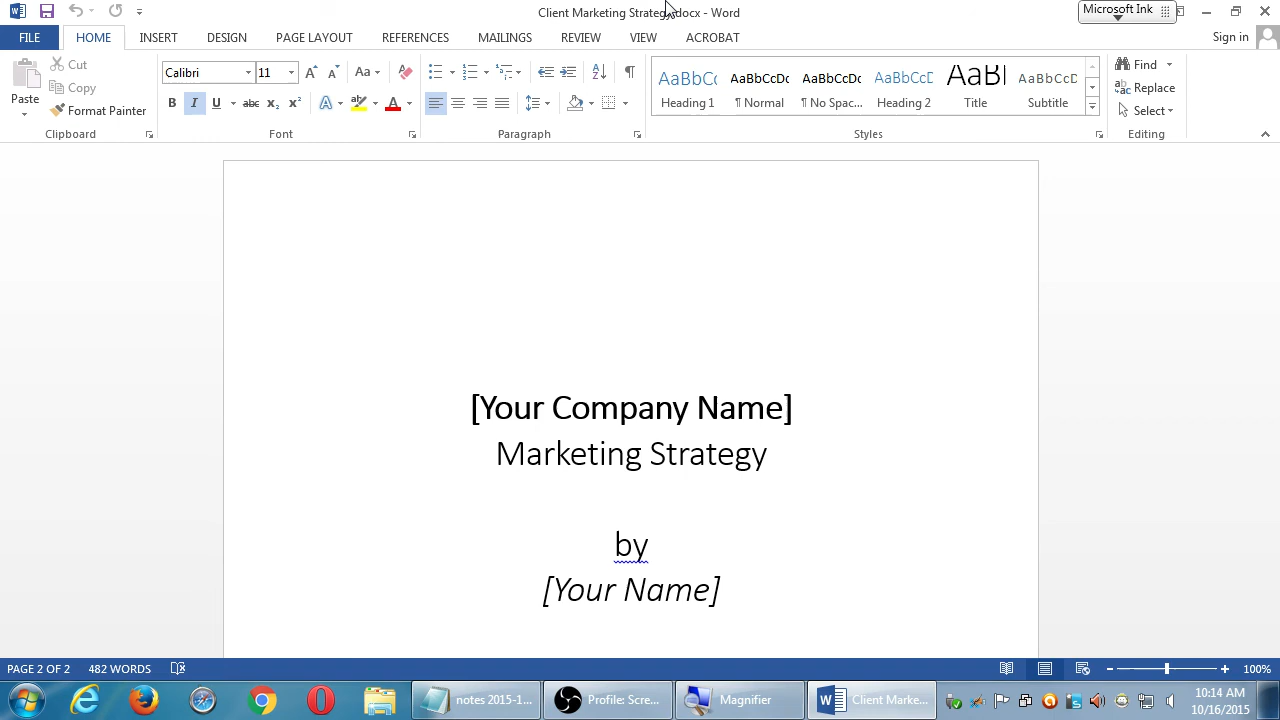 Client Marketing Strategy.docx - Word
Microsoft Ink
FILE HOME INSERT DESIGN PAGE LAYOUT REFERENCES MAILINGS REVIEW VIEW ACROBAT Sign in
Paste
Cut
Copy
Format Painter
Clipboard
Calibri 11
Font
Paragraph
AaBbCc AaBbCcDc AaBbCcDc AaBbCcD AaBl AaBbCcD
Heading 1 ¶ Normal ¶ No Spac... Heading 2 Title Subtitle
Styles
Find
Replace
Select
Editing
[Your Company Name]
Marketing Strategy
by
[Your Name]
PAGE 2 OF 2 482 WORDS 100%
notes 2015-1... Profile: Scre... Magnifier Client Marke...
10:14 AM
10/16/2015